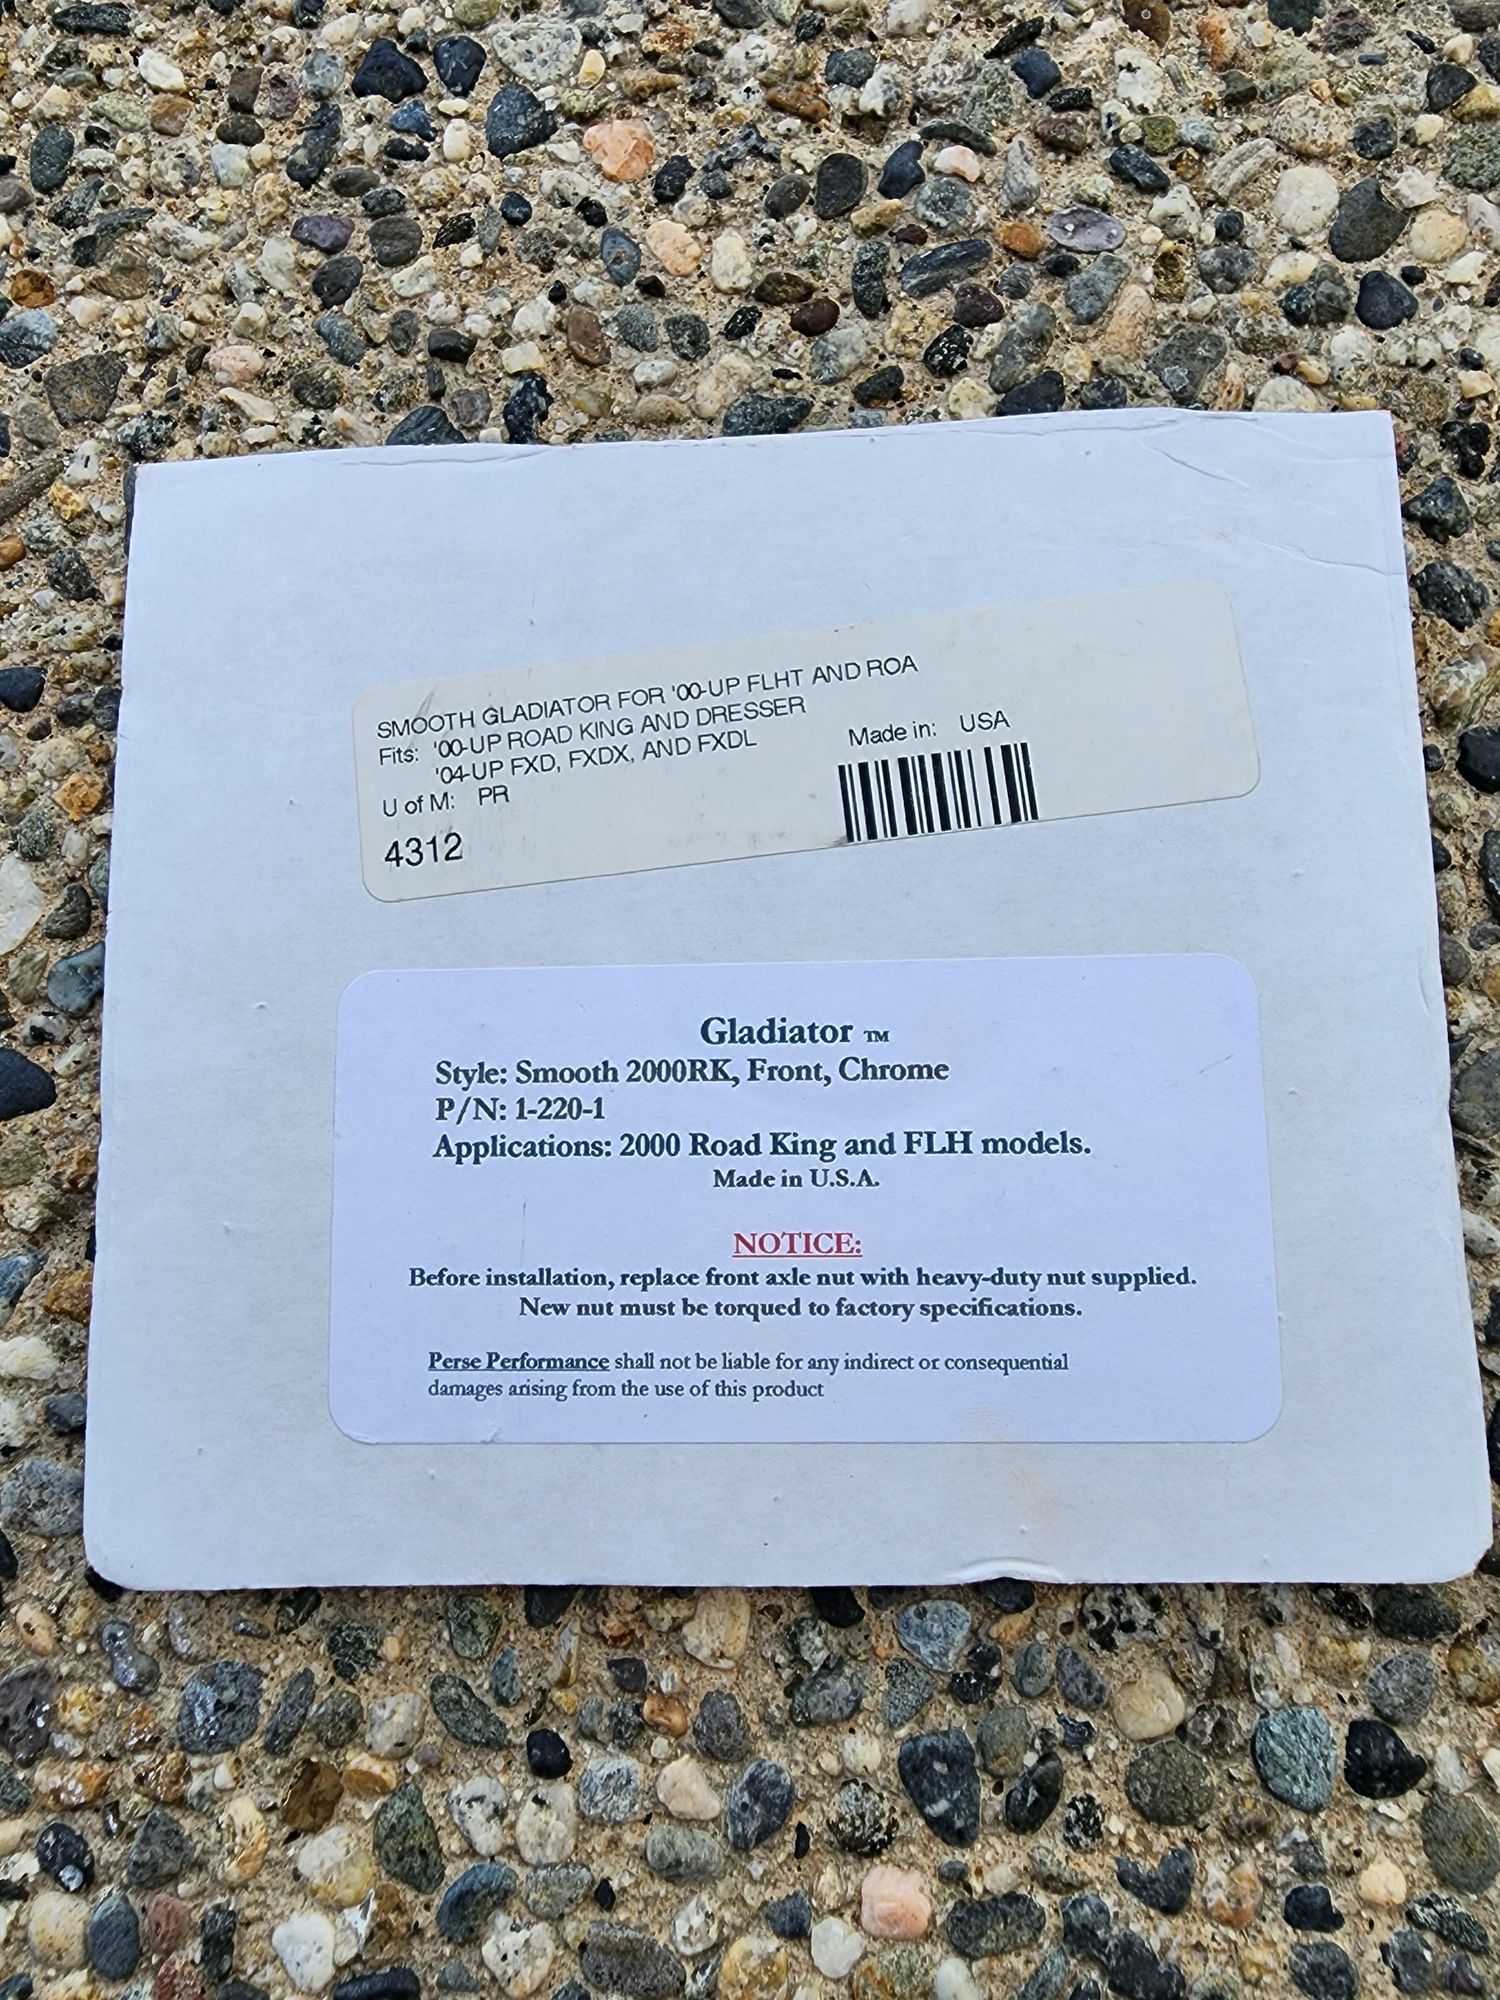 SMOOTH GLADIATOR FOR '00-UP FLHT AND ROA
Fits: '00-UP ROAD KING AND DRESSER
'04-UP FXD, FXDX, AND FXDL
Made in: USA
U of M: PR
4312
Gladiator ™
Style: Smooth 2000RK, Front, Chrome
P/N: 1-220-1
Applications: 2000 Road King and FLH models.
Made in U.S.A.
NOTICE:
Before installation, replace front axle nut with heavy-duty nut supplied.
New nut must be torqued to factory specifications.
Perse Performance shall not be liable for any indirect or consequential
damages arising from the use of this product